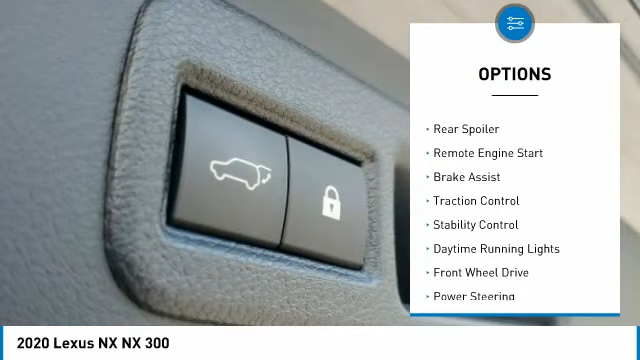 OPTIONS
Rear Spoiler
Remote Engine Start
Brake Assist
Traction Control
Stability Control
Daytime Running Lights
Front Wheel Drive
Power Steering
2020 Lexus NX NX 300